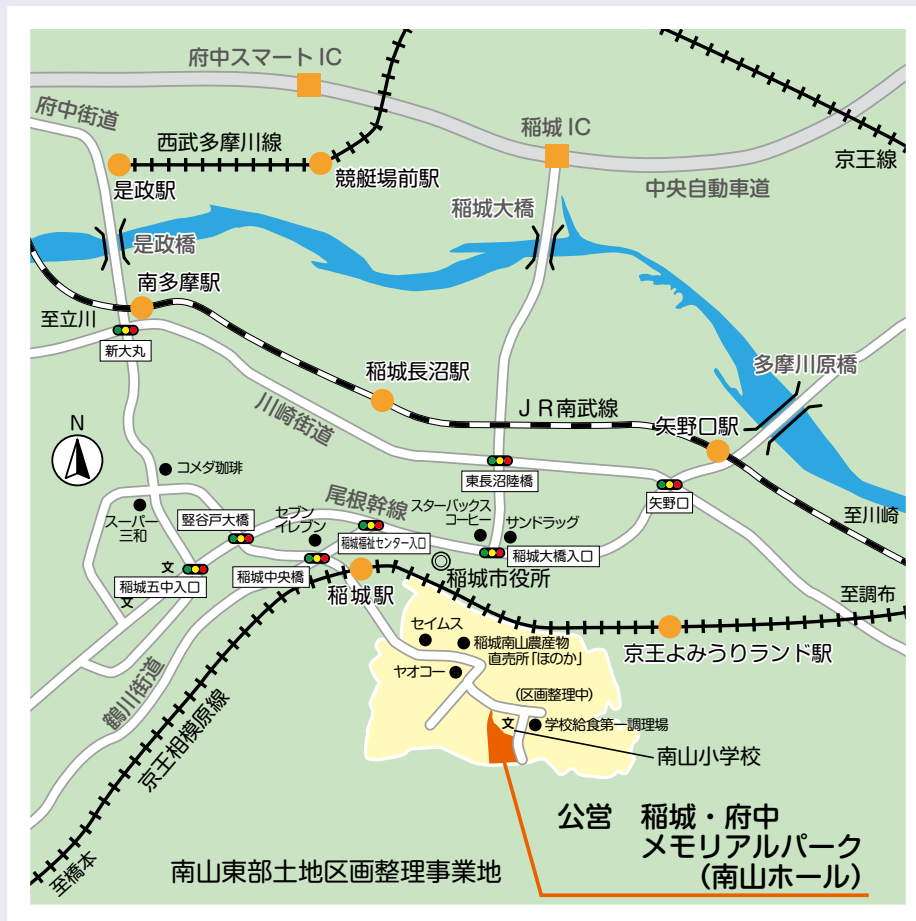 府中スマートIC
府中街道
西武多摩川線
稲城IC
京王線
是政駅
競艇場前駅
中央自動車道
稲城大橋
是政橋
南多摩駅
至立川
新大丸
稲城長沼駅
多摩川原橋
川崎街道
JR南武線
矢野口駅
N
コメダ珈琲
東長沼陸橋
矢野口
スーパー
三和
竪谷戸大橋
セブン
イレブン
尾根幹線
スターバックス
コーヒー
サンドラッグ
至川崎
稲城福祉センター入口
稲城大橋入口
文
稲城五中入口
文
稲城中央橋
稲城駅
稲城市役所
至調布
セイムス
稲城南山農産物
直売所「ほのか」
京王よみうりランド駅
ヤオコー
(区画整理中)
鶴川街道
京王相模原線
文
学校給食第一調理場
南山小学校
公営 稲城・府中
メモリアルパーク
(南山ホール)
至橋本
南山東部土地区画整理事業地